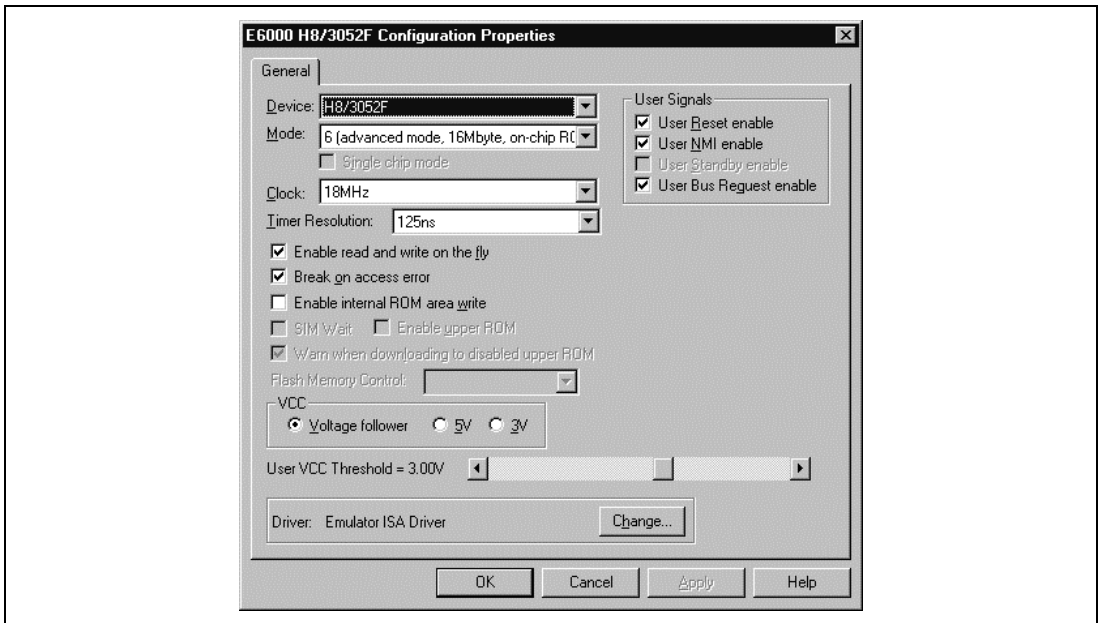 E6000 H8/3052F Configuration Properties
General
Device: H8/3052F
Mode: 6 (advanced mode, 16Mbyte, on-chip R
Single chip mode
Clock: 18MHz
Timer Resolution: 125ns
Enable read and write on the fly
Break on access error
Enable internal ROM area write
SIM Wait Enable upper ROM
Warn when downloading to disabled upper ROM
Flash Memory Control:
VCC
Voltage follower 5V 3V
User VCC Threshold = 3.00V
Driver: Emulator ISA Driver Change...
User Signals
User Reset enable
User NMI enable
User Standby enable
User Bus Reguest enable
OK Cancel Apply Help